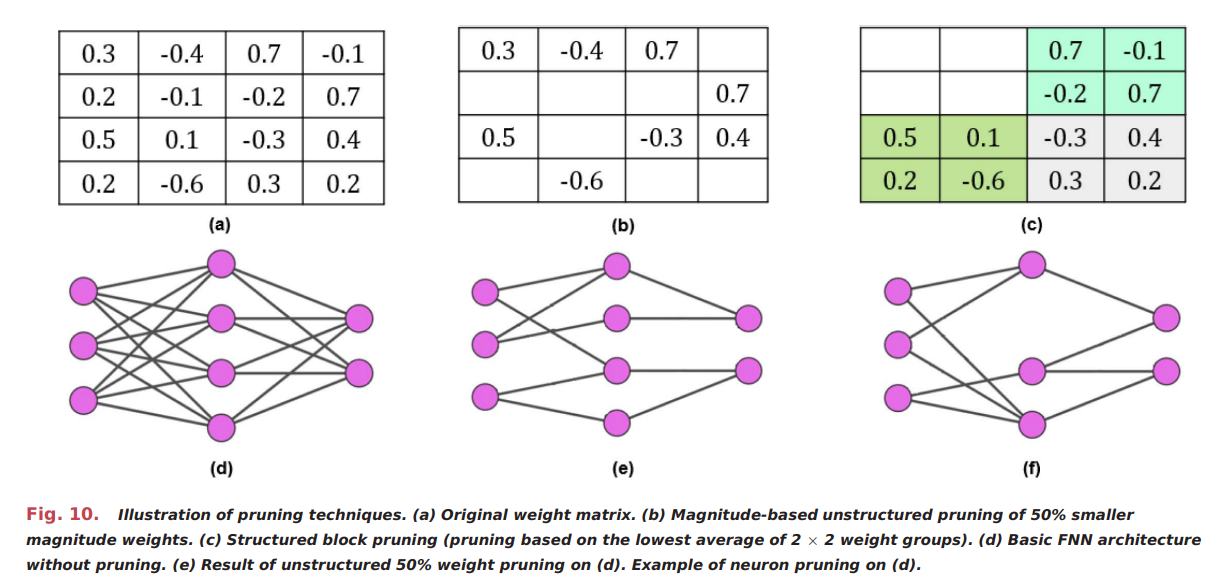 0.3 -0.4 0.7 -0.1
0.2 -0.1 -0.2 0.7
0.5 0.1 -0.3 0.4
0.2 -0.6 0.3 0.2
(a)
0.3 -0.4 0.7
0.7
0.5 -0.3 0.4
-0.6
(b)
0.7 -0.1
-0.2 0.7
0.5 0.1 -0.3 0.4
0.2 -0.6 0.3 0.2
(c)
(d)
(e)
(f)
Fig. 10. Illustration of pruning techniques. (a) Original weight matrix. (b) Magnitude-based unstructured pruning of 50% smaller
magnitude weights. (c) Structured block pruning (pruning based on the lowest average of 2 × 2 weight groups). (d) Basic FNN architecture
without pruning. (e) Result of unstructured 50% weight pruning on (d). Example of neuron pruning on (d).